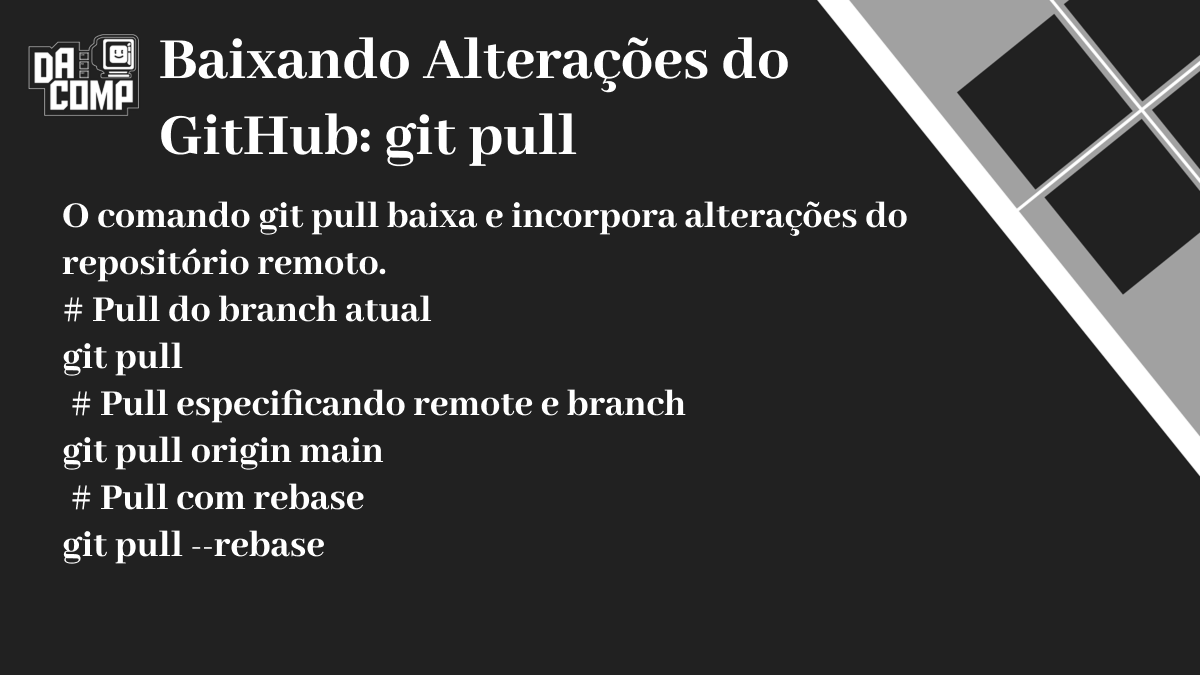 DA
COMP
Baixando Alterações do
GitHub: git pull
O comando git pull baixa e incorpora alterações do
repositório remoto.
# Pull do branch atual
git pull
# Pull especificando remote e branch
git pull origin main
# Pull com rebase
git pull --rebase